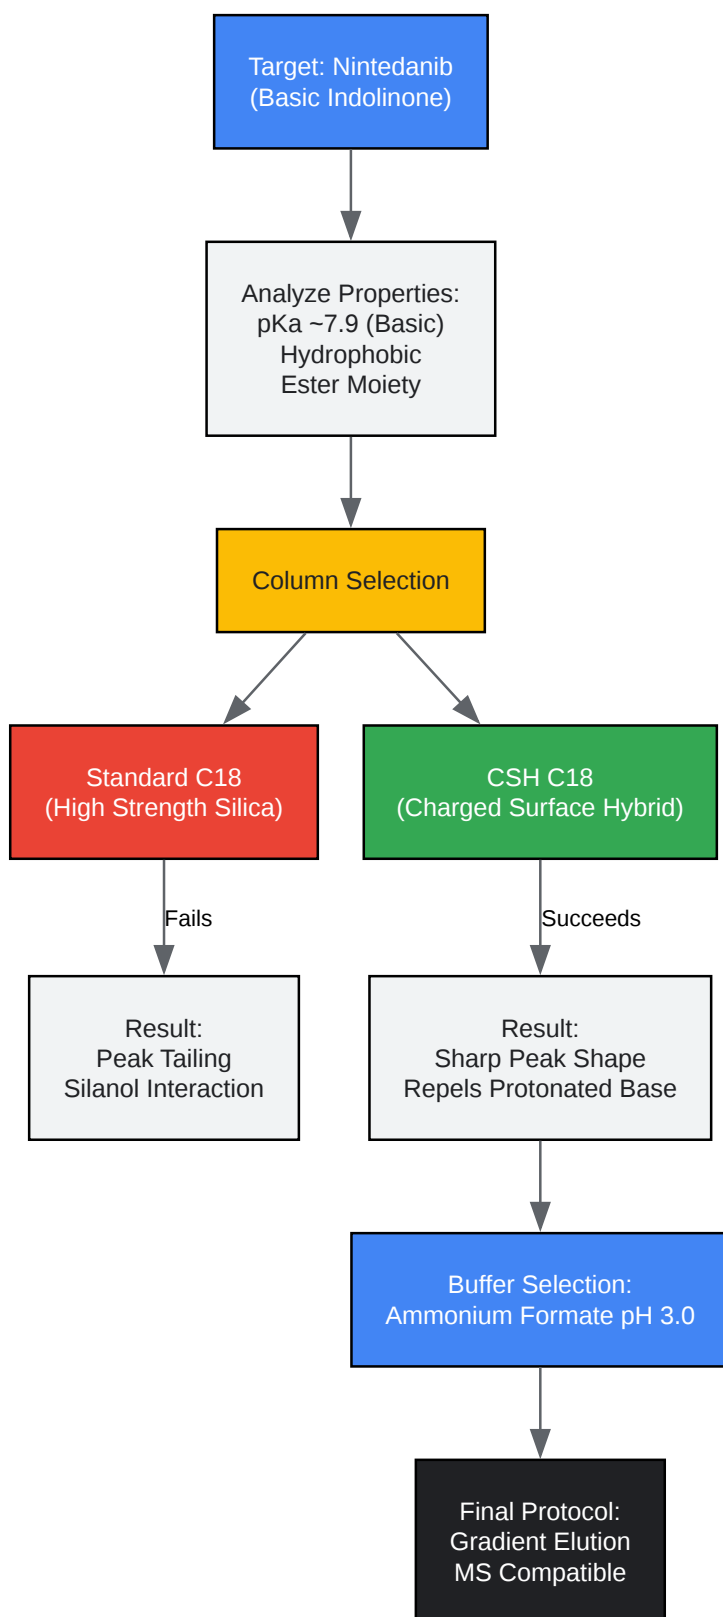 Target: Nintedanib
(Basic Indolinone)
Analyze Properties:
pKa ~7.9 (Basic)
Hydrophobic
Ester Moiety
Column Selection
Standard C18
(High Strength Silica)
CSH C18
(Charged Surface Hybrid)
Fails
Succeeds
Result:
Peak Tailing
Silanol Interaction
Result:
Sharp Peak Shape
Repels Protonated Base
Buffer Selection:
Ammonium Formate pH 3.0
Final Protocol:
Gradient Elution
MS Compatible